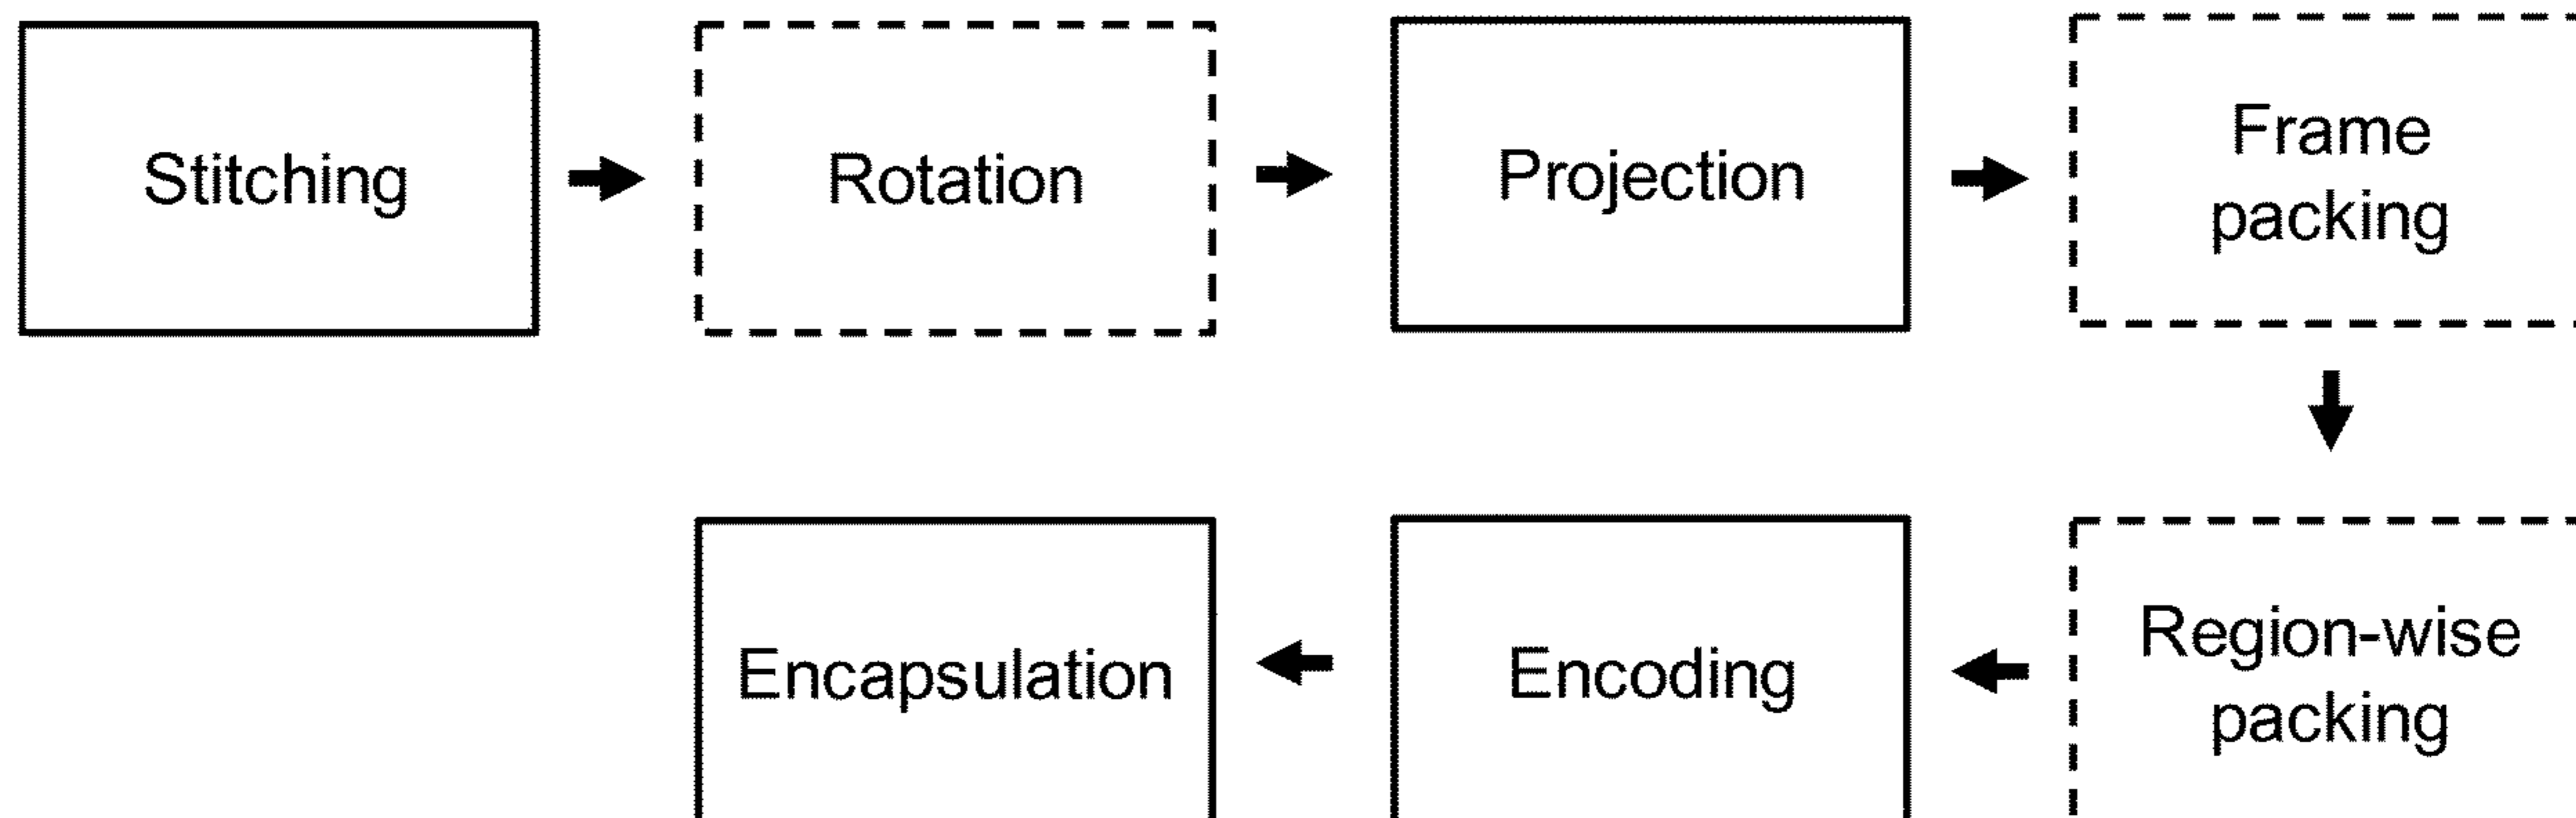 Stitching
Rotation
Projection
Frame
packing
Region-wise
packing
Encoding
Encapsulation